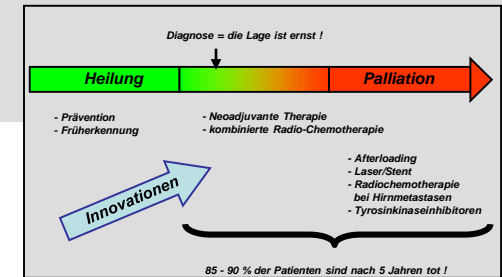 Diagnose = die Lage ist ernst !
Heilung
Palliation
- Prävention
- Früherkennung
- Neoadjuvante Therapie
- kombinierte Radio-Chemotherapie
Innovationen
- Afterloading
- Laser/Stent
- Radiochemotherapie
bei Hirnmetastasen
- Tyrosinkinaseinhibitoren
85 - 90 % der Patienten sind nach 5 Jahren tot !